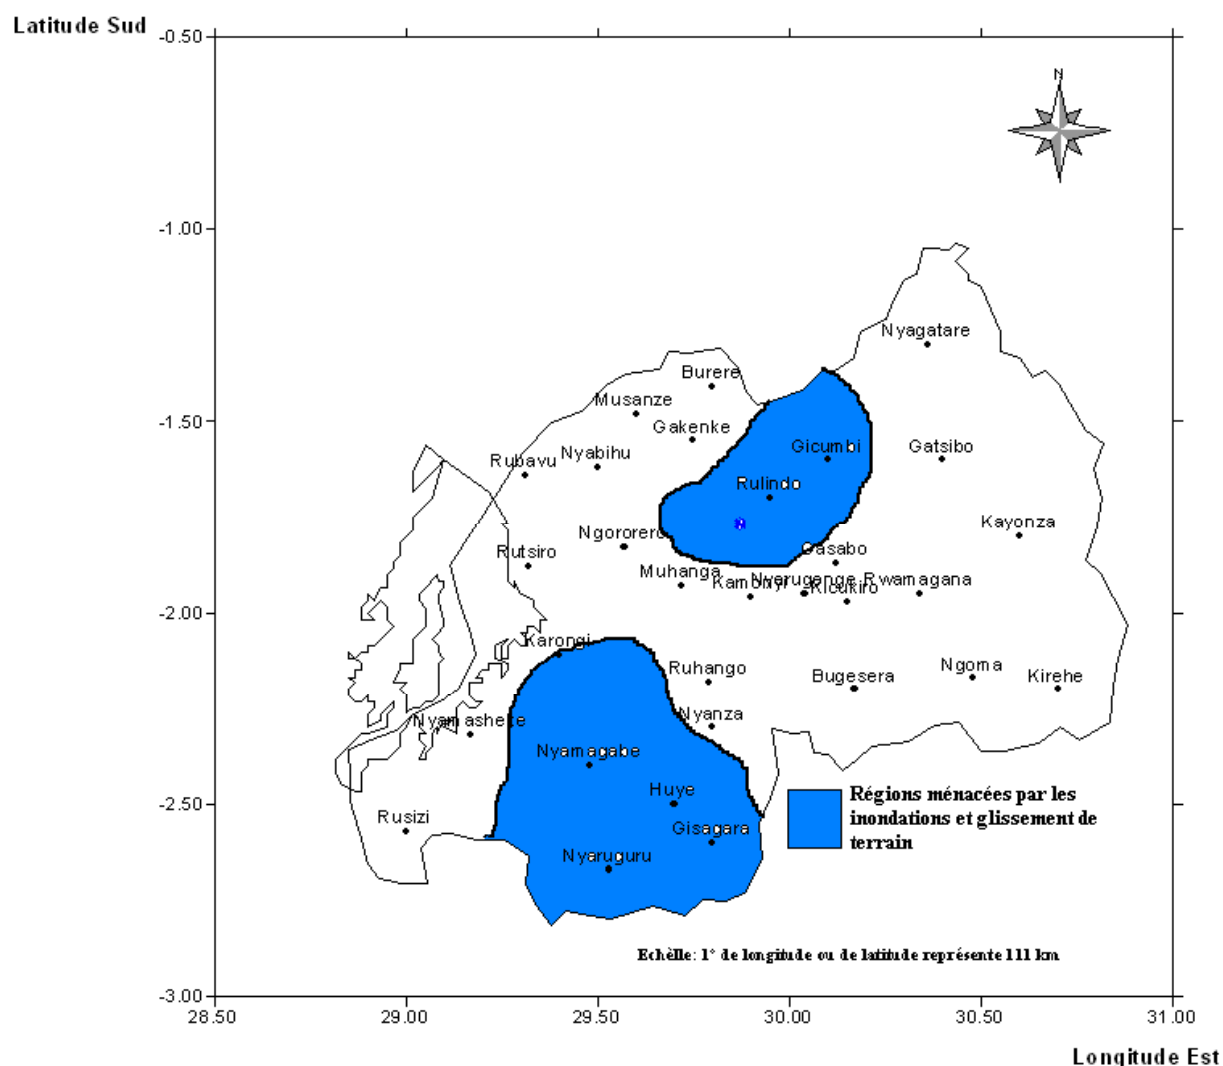 Latitude Sud
-0.50
N
-1.00
Nyagatare
Burere
Musanze
-1.50
Gakenke
Gicumbi
Gatsibo
Nyabihu
Rubavu
Rulindo
Kayonza
Ngororero
Rutsiro
Gasabo
Muhanga
Kamonyi
Nyarugenge
Rwamagana
Kicukiro
-2.00
Karongi
Ruhango
Bugesera
Ngoma
Kirehe
Nyamasheke
Nyanza
Nyamagabe
-2.50
Huye
Régions ménacées par les
inondations et glissement de
terrain
Rusizi
Gisagara
Nyaruguru
Echèlle: 1° de longitude ou de latitude représente 111 km
-3.00
28.50
29.00
29.50
30.00
30.50
31.00
Longitude Est